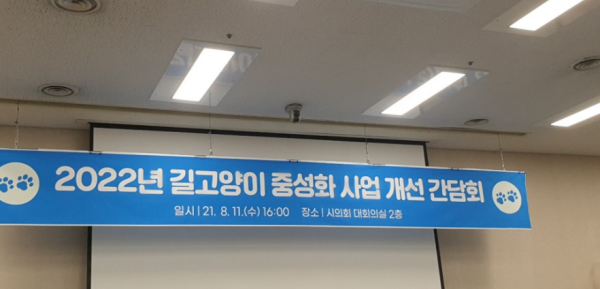 2022년 길고양이 중성화 사업 개선 간담회
일시 | 21. 8. 11.(수) 16:00 장소 | 시의회 대회의실 2층